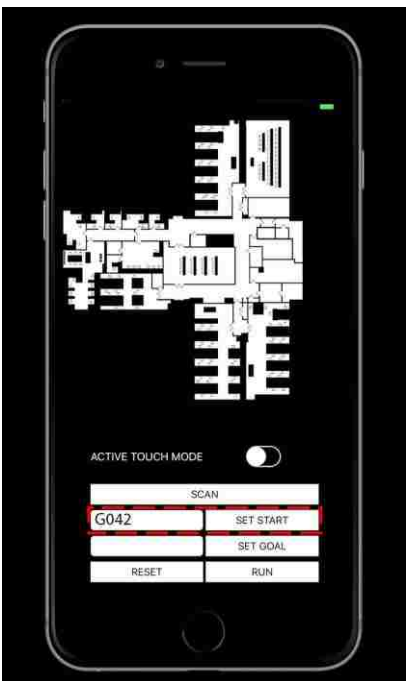 ACTIVE TOUCH MODE
SCAN
G042 SET START
SET GOAL
RESET RUN